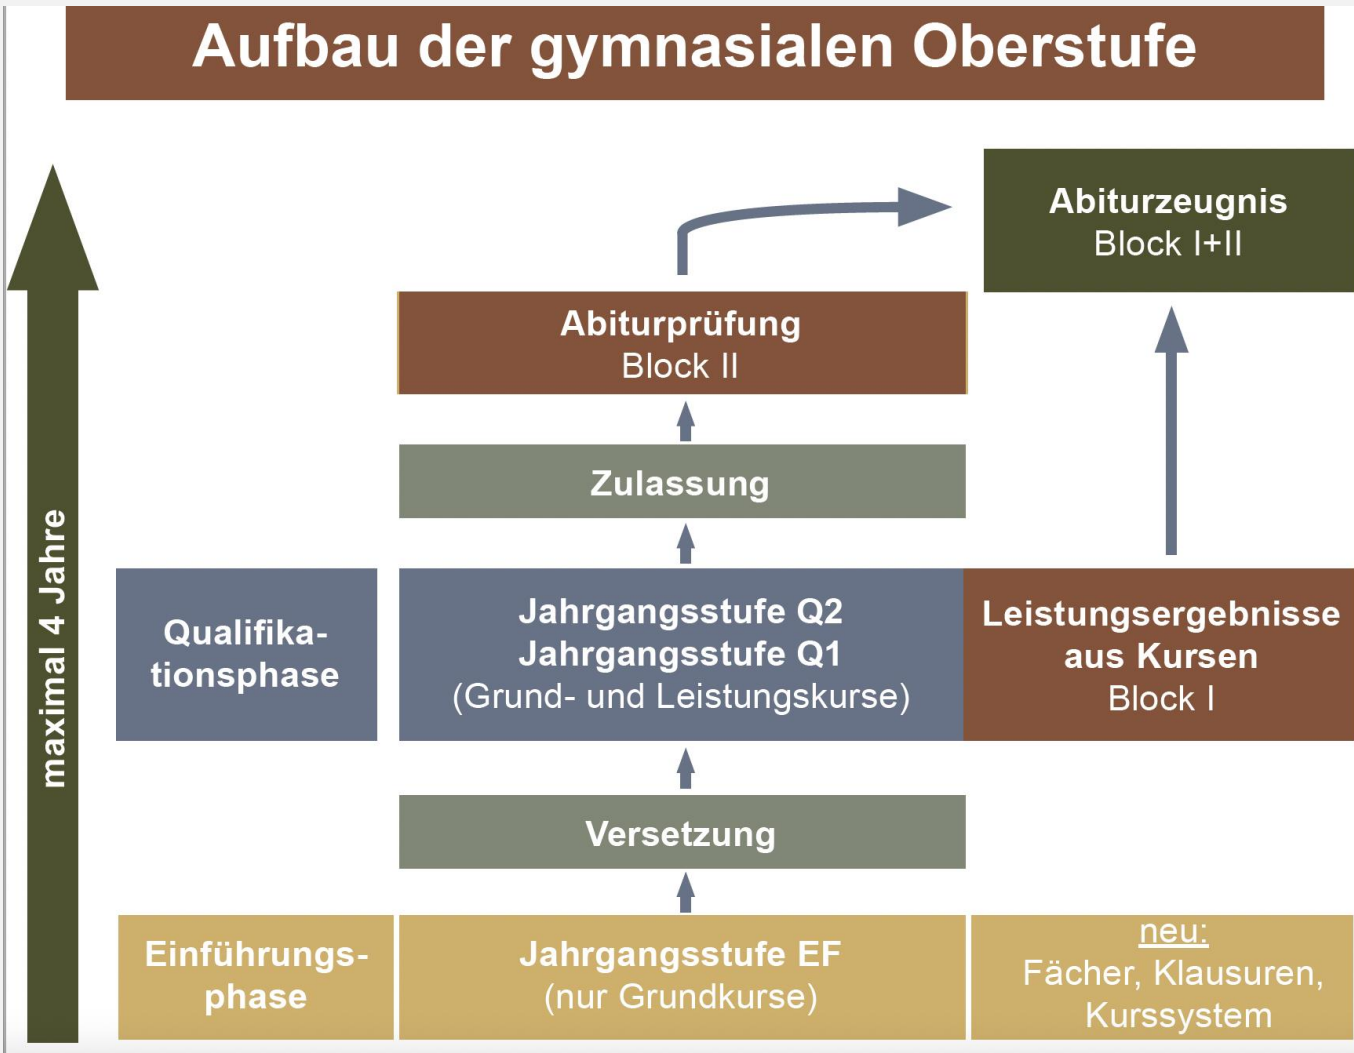 Aufbau der gymnasialen Oberstufe
Abiturzeugnis
Block I+II
Abiturprüfung
Block II
Zulassung
maximal 4 Jahre
Qualifika-
tionsphase
Jahrgangsstufe Q2
Jahrgangsstufe Q1
(Grund- und Leistungskurse)
Leistungsergebnisse
aus Kursen
Block I
Versetzung
Einführungs-
phase
Jahrgangsstufe EF
(nur Grundkurse)
neu:
Fächer, Klausuren,
Kurssystem